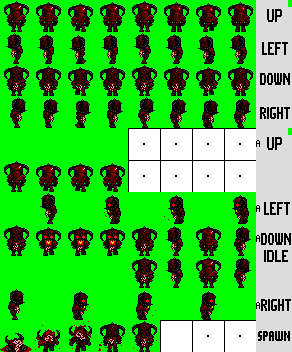 UP
LEFT
DOWN
RIGHT
A UP
A LEFT
A DOWN
IDLE
A RIGHT
SPAWN